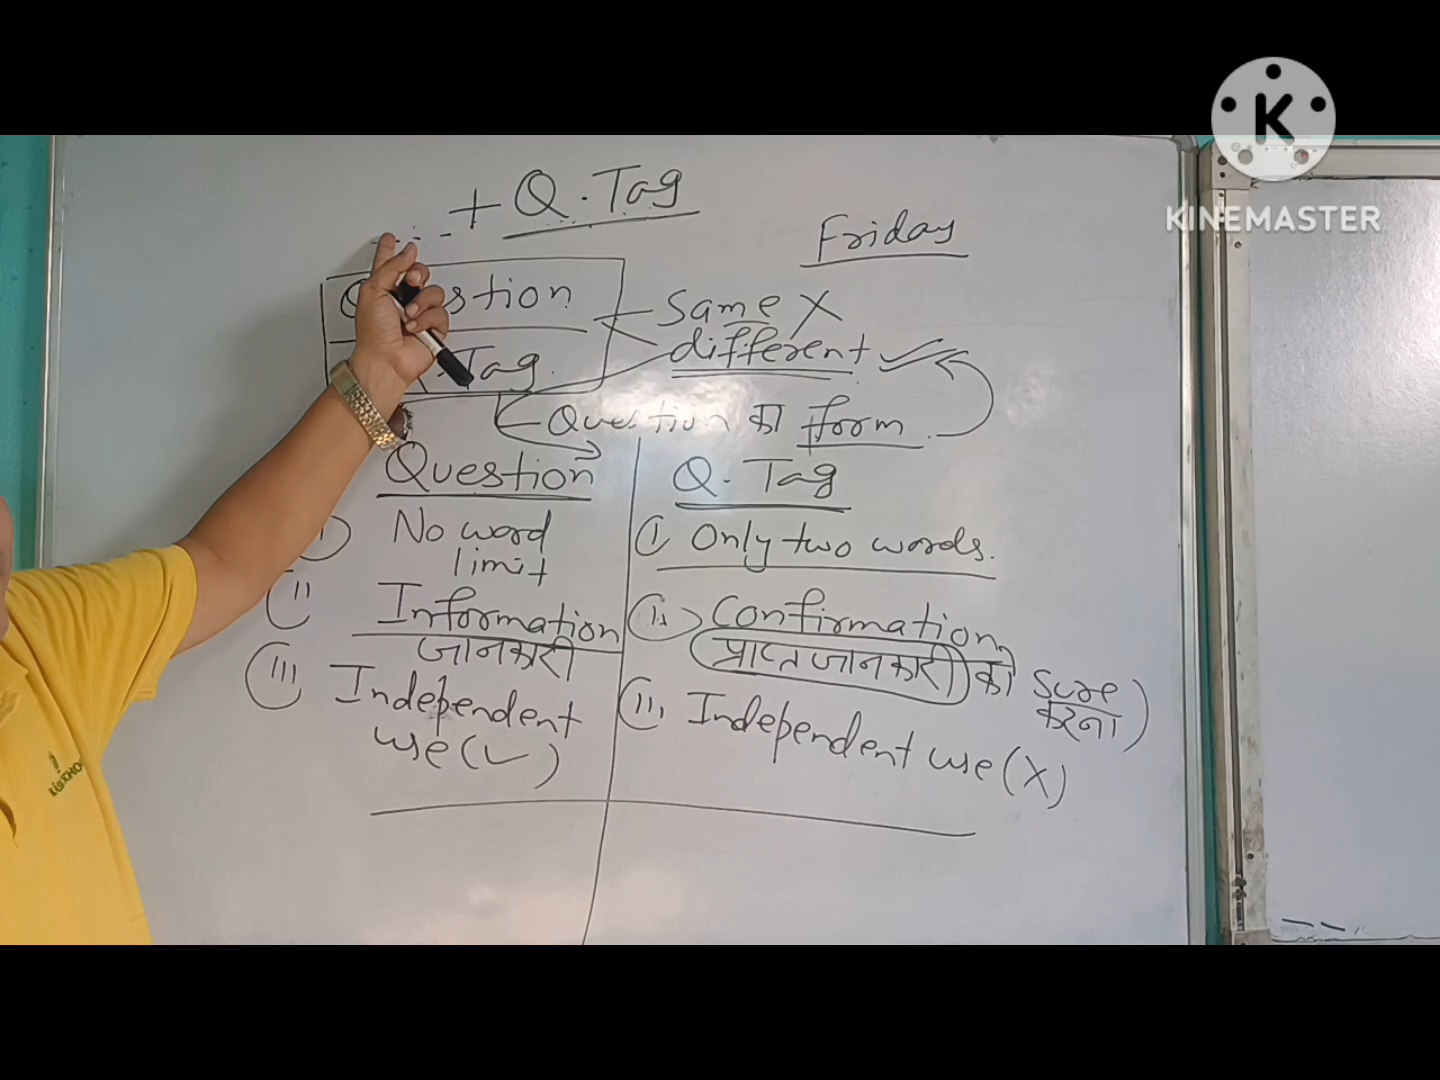 + Q. Tag
Friday
Question
Same X
Tag
different ✓
Question का form
Question
Q. Tag
No word limit
I Only two words.
II Information
जानकारी
II Confirmation
(प्राप्त जानकारी को sure करना)
III Independent use (✓)
III Independent use (X)
K
KINEMASTER